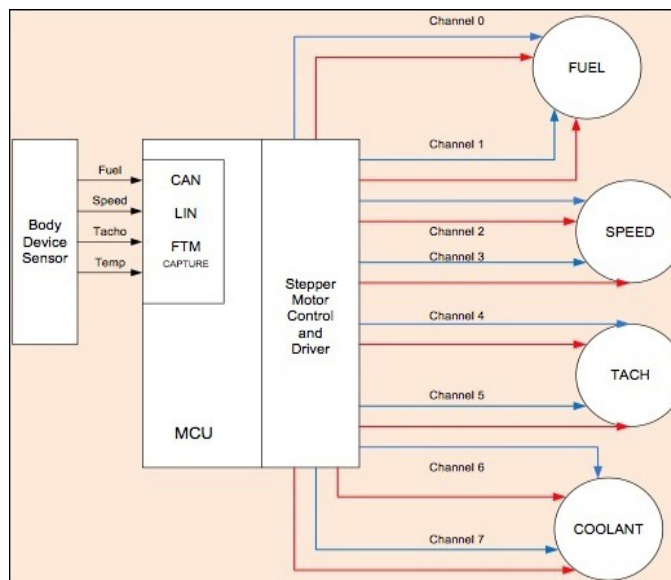 Channel 0
FUEL
Channel 1
Fuel
CAN
Speed
LIN
Body
Device
Sensor
Tacho
FTM
CAPTURE
Temp
Channel 2
SPEED
Channel 3
Stepper
Motor
Control
and
Driver
Channel 4
TACH
Channel 5
MCU
Channel 6
COOLANT
Channel 7